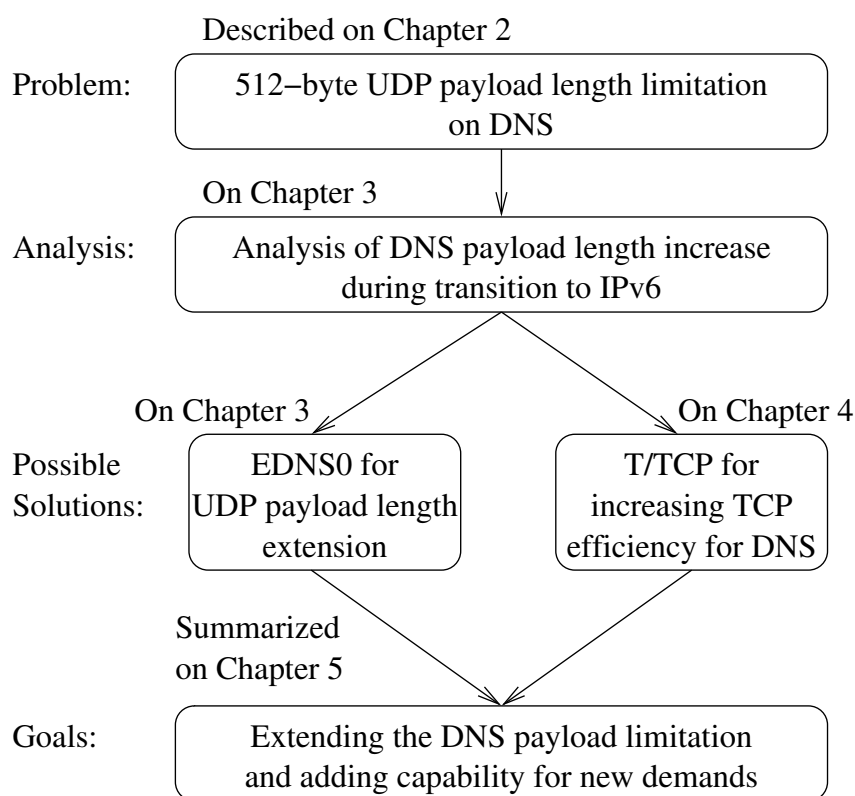 Described on Chapter 2
Problem:
512−byte UDP payload length limitation
on DNS
On Chapter 3
Analysis:
Analysis of DNS payload length increase
during transition to IPv6
On Chapter 3
On Chapter 4
Possible
Solutions:
EDNS0 for
UDP payload length
extension
T/TCP for
increasing TCP
efficiency for DNS
Summarized
on Chapter 5
Goals:
Extending the DNS payload limitation
and adding capability for new demands